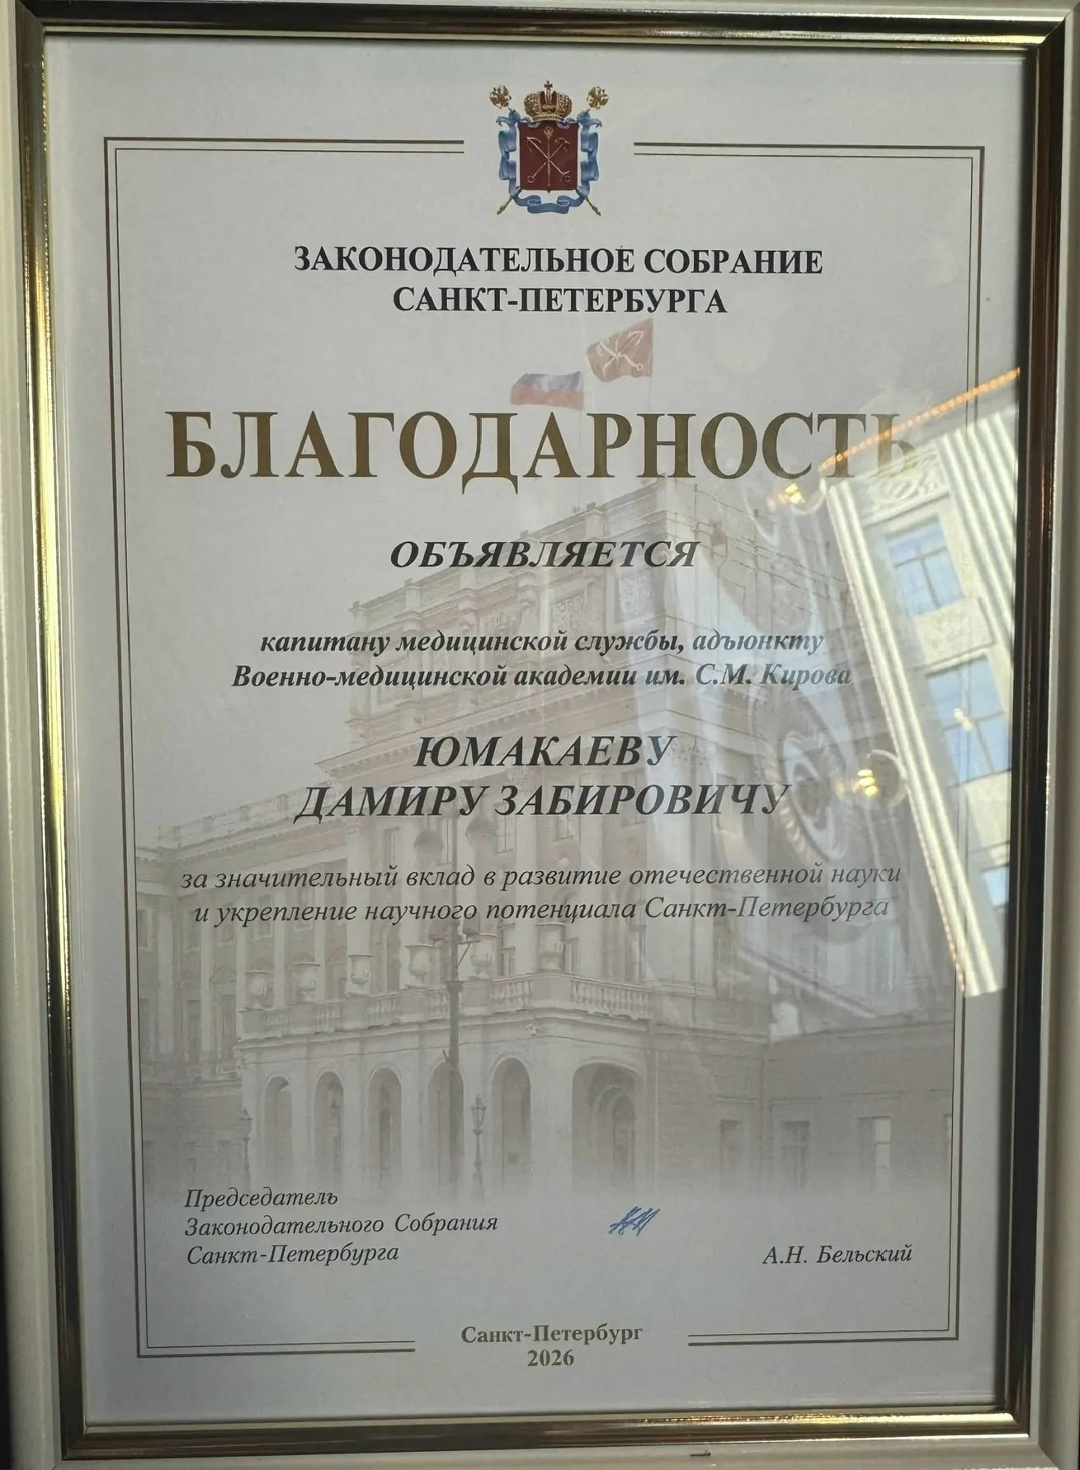 ЗАКОНОДАТЕЛЬНОЕ СОБРАНИЕ
САНКТ-ПЕТЕРБУРГА
БЛАГОДАРНОСТЬ
ОБЪЯВЛЯЕТСЯ
капитану медицинской службы, адъюнкту
Военно-медицинской академии им. С.М. Кирова
ЮМАКАЕВУ
ДАМИРУ ЗАБИРОВИЧУ
за значительный вклад в развитие отечественной науки
и укрепление научного потенциала Санкт-Петербурга
Председатель
Законодательного Собрания
Санкт-Петербурга
А.Н. Бельский
Санкт-Петербург
2026